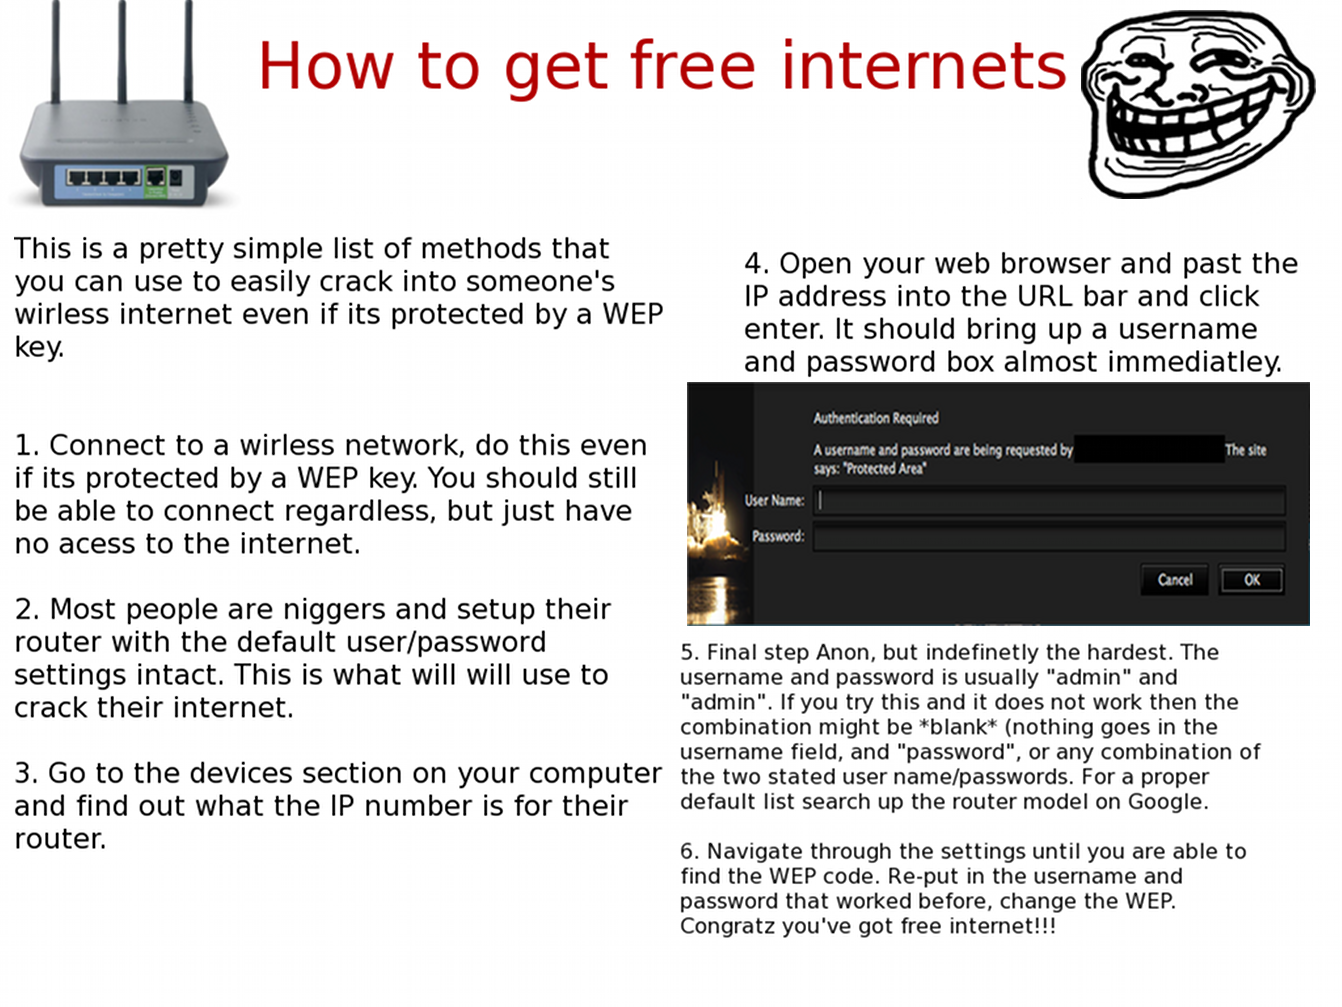 How to get free internets
This is a pretty simple list of methods that
you can use to easily crack into someone's
wirless internet even if its protected by a WEP
key.
1. Connect to a wirless network, do this even
if its protected by a WEP key. You should still
be able to connect regardless, but just have
no acess to the internet.
2. Most people are niggers and setup their
router with the default user/password
settings intact. This is what will will use to
crack their internet.
3. Go to the devices section on your computer
and find out what the IP number is for their
router.
4. Open your web browser and past the
IP address into the URL bar and click
enter. It should bring up a username
and password box almost immediatley.
Authentication Required
A username and password are being requested by The site
says: "Protected Area"
User Name:
Password:
Cancel OK
5. Final step Anon, but indefinetly the hardest. The
username and password is usually "admin" and
"admin". If you try this and it does not work then the
combination might be *blank* (nothing goes in the
username field, and "password", or any combination of
the two stated user name/passwords. For a proper
default list search up the router model on Google.
6. Navigate through the settings until you are able to
find the WEP code. Re-put in the username and
password that worked before, change the WEP.
Congratz you've got free internet!!!